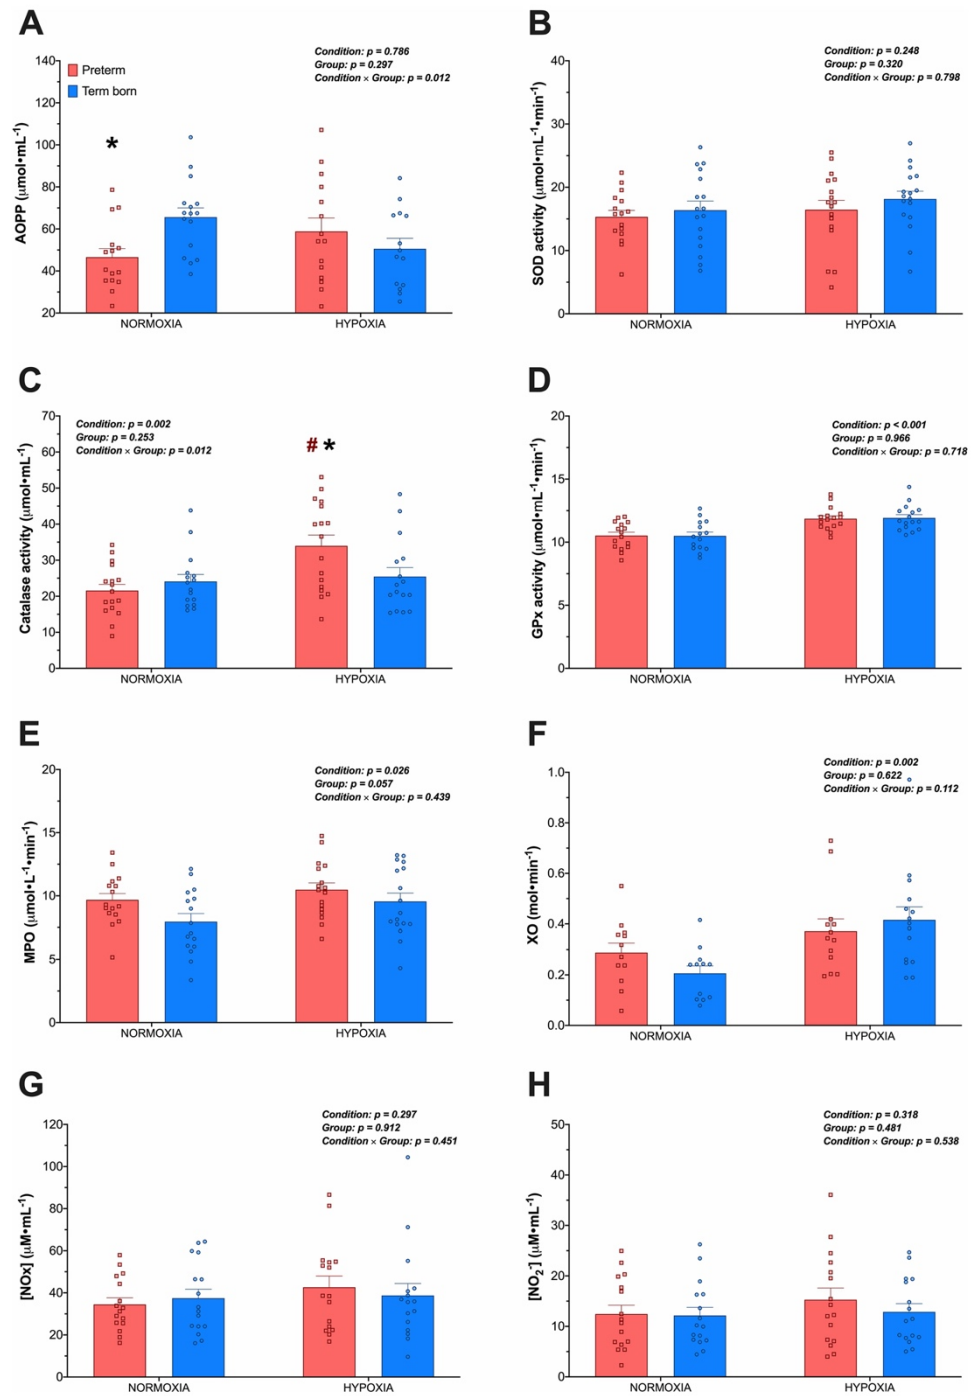 A
AOPP (µmol•mL⁻¹)
140
120
100
80
60
40
20
Preterm
Term born
*
Condition: p = 0.786
Group: p = 0.297
Condition × Group: p = 0.012
NORMOXIA
HYPOXIA
B
SOD activity (µmol•mL⁻¹•min⁻¹)
40
30
20
10
0
Condition: p = 0.248
Group: p = 0.320
Condition × Group: p = 0.798
NORMOXIA
HYPOXIA
C
Catalase activity (µmol•mL⁻¹)
70
60
50
40
30
20
10
0
Condition: p = 0.002
Group: p = 0.253
Condition × Group: p = 0.012
# *
NORMOXIA
HYPOXIA
D
GPx activity (µmol•mL⁻¹•min⁻¹)
20
15
10
5
0
Condition: p < 0.001
Group: p = 0.966
Condition × Group: p = 0.718
NORMOXIA
HYPOXIA
E
MPO (µmol•L⁻¹•min⁻¹)
20
15
10
5
0
Condition: p = 0.026
Group: p = 0.057
Condition × Group: p = 0.439
NORMOXIA
HYPOXIA
F
XO (mol•min⁻¹)
1.0
0.8
0.6
0.4
0.2
0.0
Condition: p = 0.002
Group: p = 0.622
Condition × Group: p = 0.112
NORMOXIA
HYPOXIA
G
[NOx] (µM•mL⁻¹)
120
100
80
60
40
20
0
Condition: p = 0.297
Group: p = 0.912
Condition × Group: p = 0.451
NORMOXIA
HYPOXIA
H
[NO₂⁻] (µM•mL⁻¹)
50
40
30
20
10
0
Condition: p = 0.318
Group: p = 0.481
Condition × Group: p = 0.538
NORMOXIA
HYPOXIA